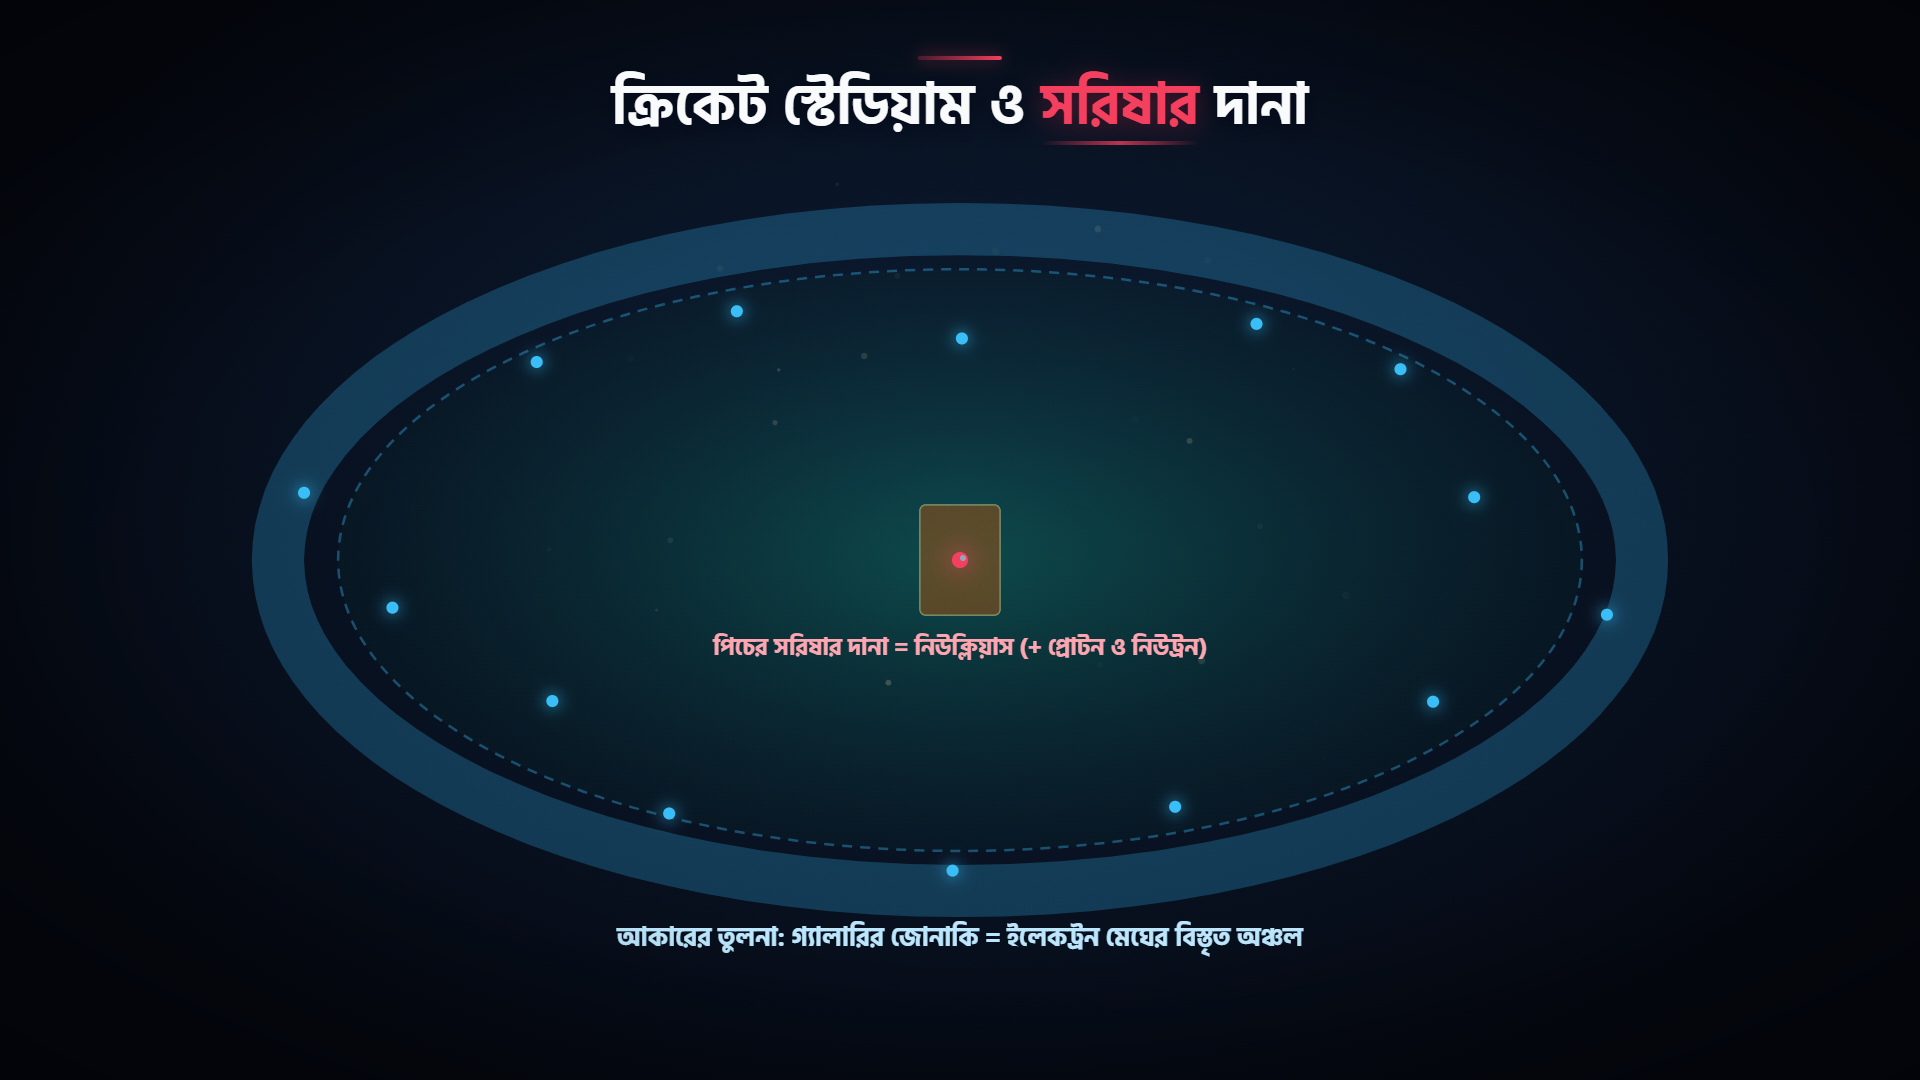 ক্রিকেট স্টেডিয়াম ও সরিষার দানা
পিচের সরিষার দানা = নিউক্লিয়াস (+ প্রোটন ও নিউট্রন)
আকারের তুলনা: গ্যালারির জোনাকি = ইলেকট্রন মেঘের বিস্তৃত অঞ্চল